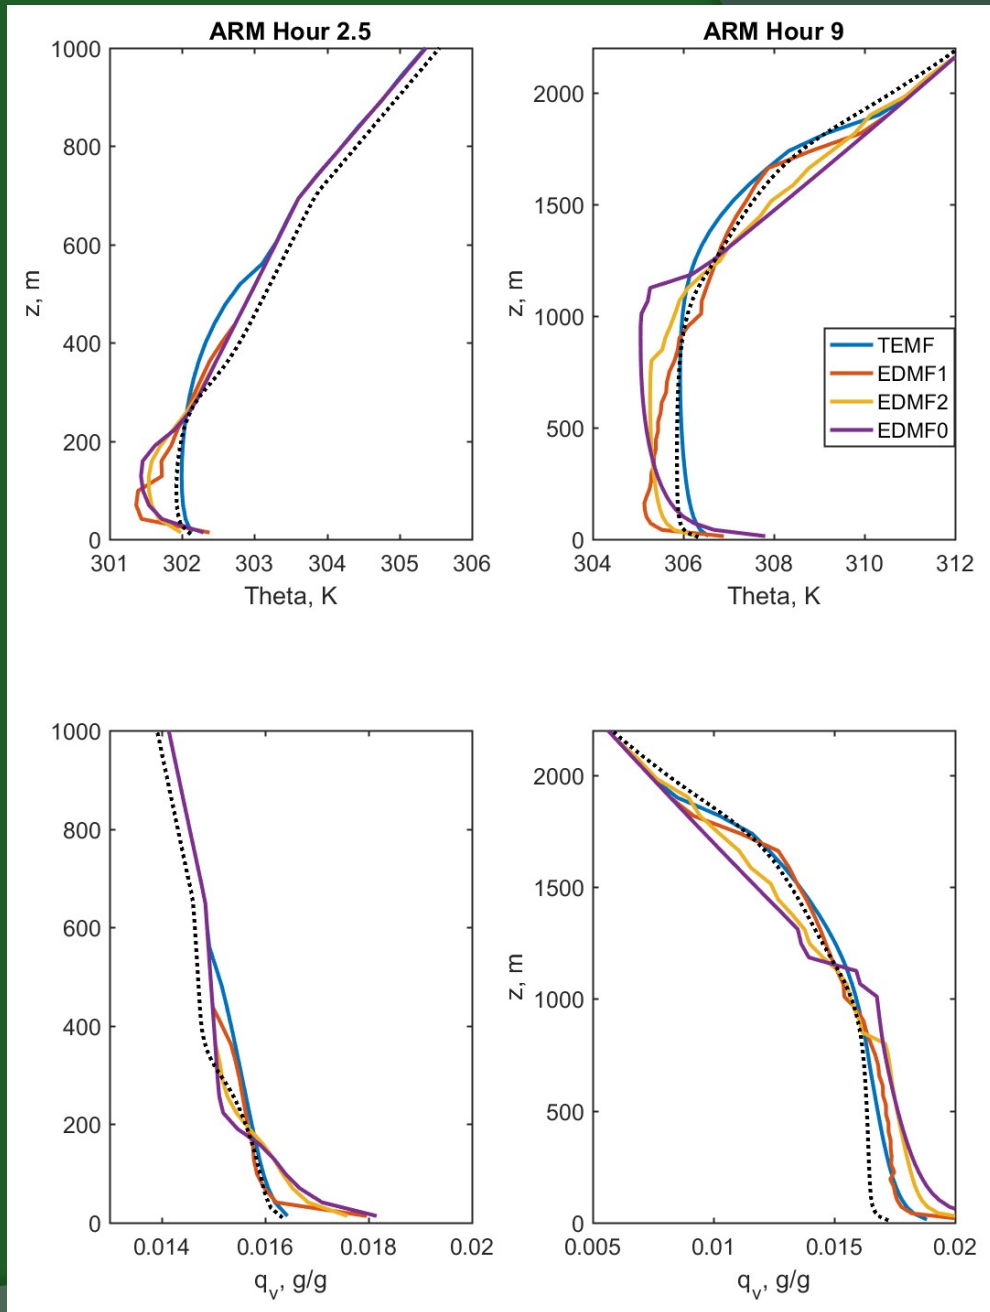 ARM Hour 2.5
1000
800
600
400
200
0
z, m
301 302 303 304 305 306
Theta, K
ARM Hour 9
2000
1500
1000
500
0
z, m
304 306 308 310 312
Theta, K
TEMF
EDMF1
EDMF2
EDMF0
1000
800
600
400
200
0
0.014 0.016 0.018 0.02
qv, g/g
2000
1500
1000
500
0
z, m
0.005 0.01 0.015 0.02
qv, g/g